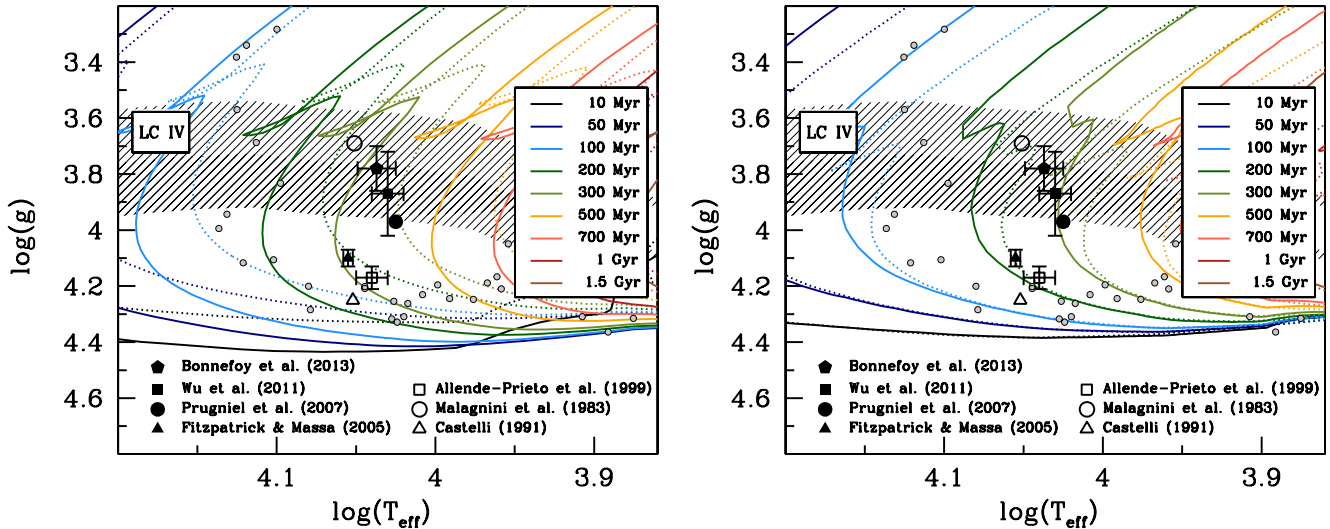 3.4
3.6
3.8
4
4.2
4.4
4.6
log(g)
LC IV
10 Myr
50 Myr
100 Myr
200 Myr
300 Myr
500 Myr
700 Myr
1 Gyr
1.5 Gyr
Bonnefoy et al. (2013)
Wu et al. (2011)
Prugniel et al. (2007)
Fitzpatrick & Massa (2005)
Allende-Prieto et al. (1999)
Malagnini et al. (1983)
Castelli (1991)
4.1
4
3.9
log(T_eff)
3.4
3.6
3.8
4
4.2
4.4
4.6
log(g)
LC IV
10 Myr
50 Myr
100 Myr
200 Myr
300 Myr
500 Myr
700 Myr
1 Gyr
1.5 Gyr
Bonnefoy et al. (2013)
Wu et al. (2011)
Prugniel et al. (2007)
Fitzpatrick & Massa (2005)
Allende-Prieto et al. (1999)
Malagnini et al. (1983)
Castelli (1991)
4.1
4
3.9
log(T_eff)